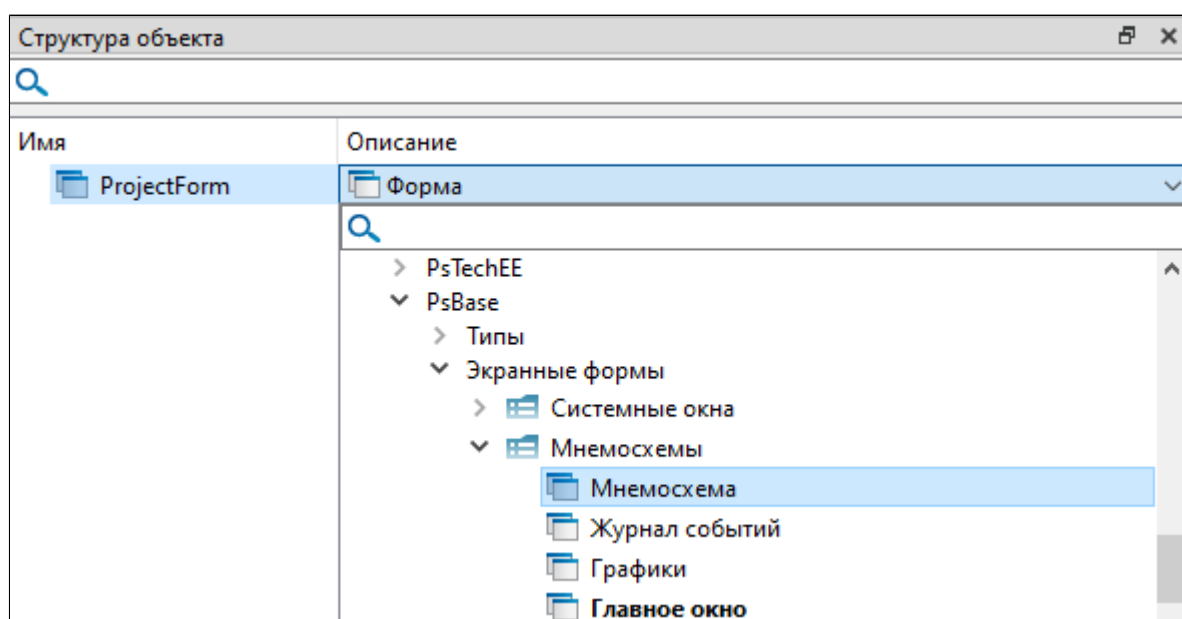 Структура объекта
Имя Описание
ProjectForm Форма
PsTechEE
PsBase
Типы
Экранные формы
Системные окна
Мнемосхемы
Мнемосхема
Журнал событий
Графики
Главное окно